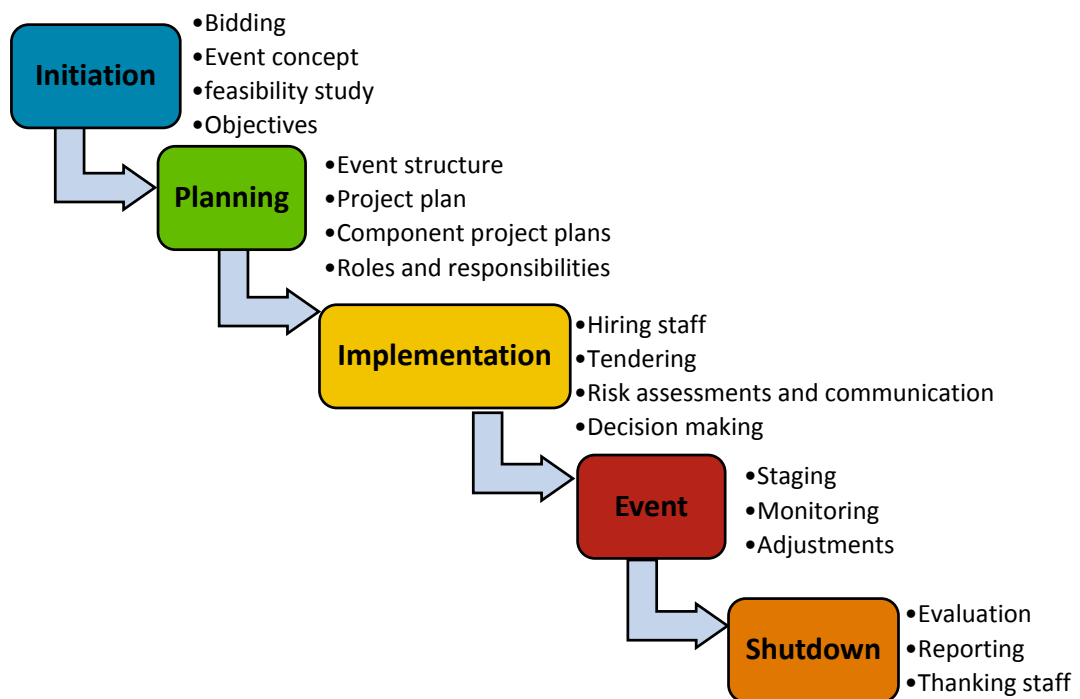 Initiation
•Bidding
•Event concept
•feasibility study
•Objectives
Planning
•Event structure
•Project plan
•Component project plans
•Roles and responsibilities
Implementation
•Hiring staff
•Tendering
•Risk assessments and communication
•Decision making
Event
•Staging
•Monitoring
•Adjustments
Shutdown
•Evaluation
•Reporting
•Thanking staff